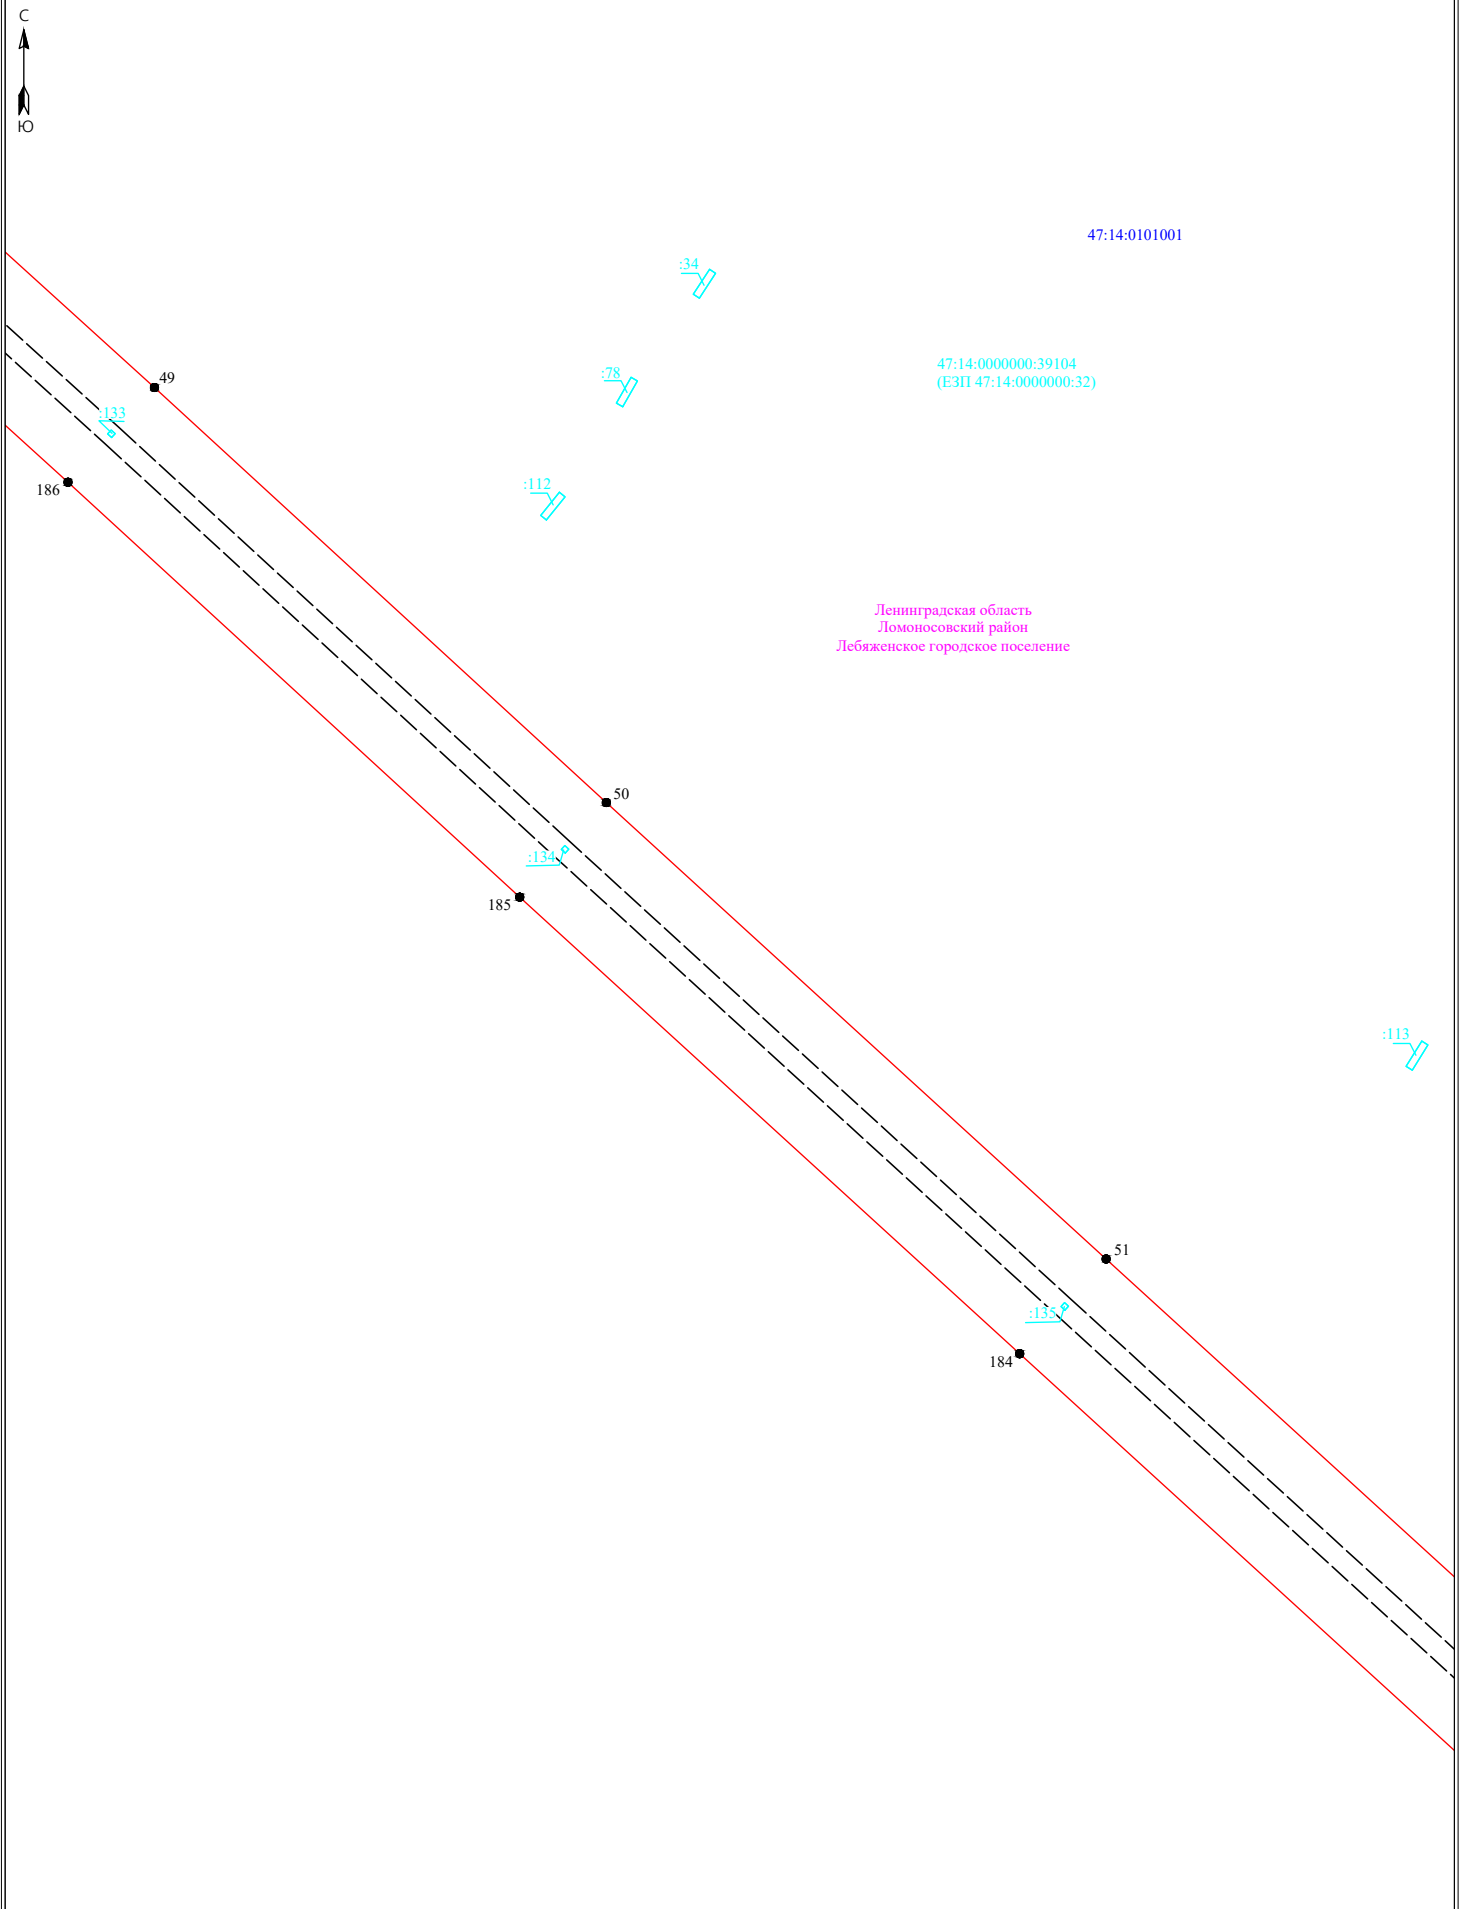 С
Ю
47:14:0101001
:34
47:14:0000000:39104
(ЕЗП 47:14:0000000:32)
:78
49
:133
186
:112
Ленинградская область
Ломоносовский район
Лебяженское городское поселение
50
:134
185
:113
51
:135
184